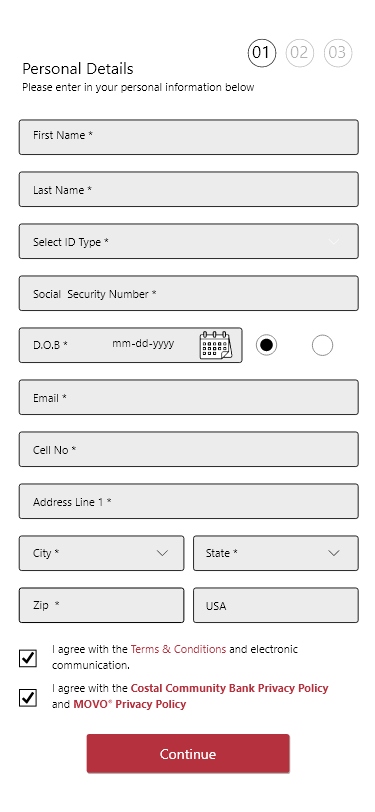 01 02 03
Personal Details
Please enter in your personal information below
First Name *
Last Name *
Select ID Type *
Social Security Number *
D.O.B * mm-dd-yyyy
Email *
Cell No *
Address Line 1 *
City * State *
Zip * USA
I agree with the Terms & Conditions and electronic
communication.
I agree with the Costal Community Bank Privacy Policy
and MOVO® Privacy Policy
Continue